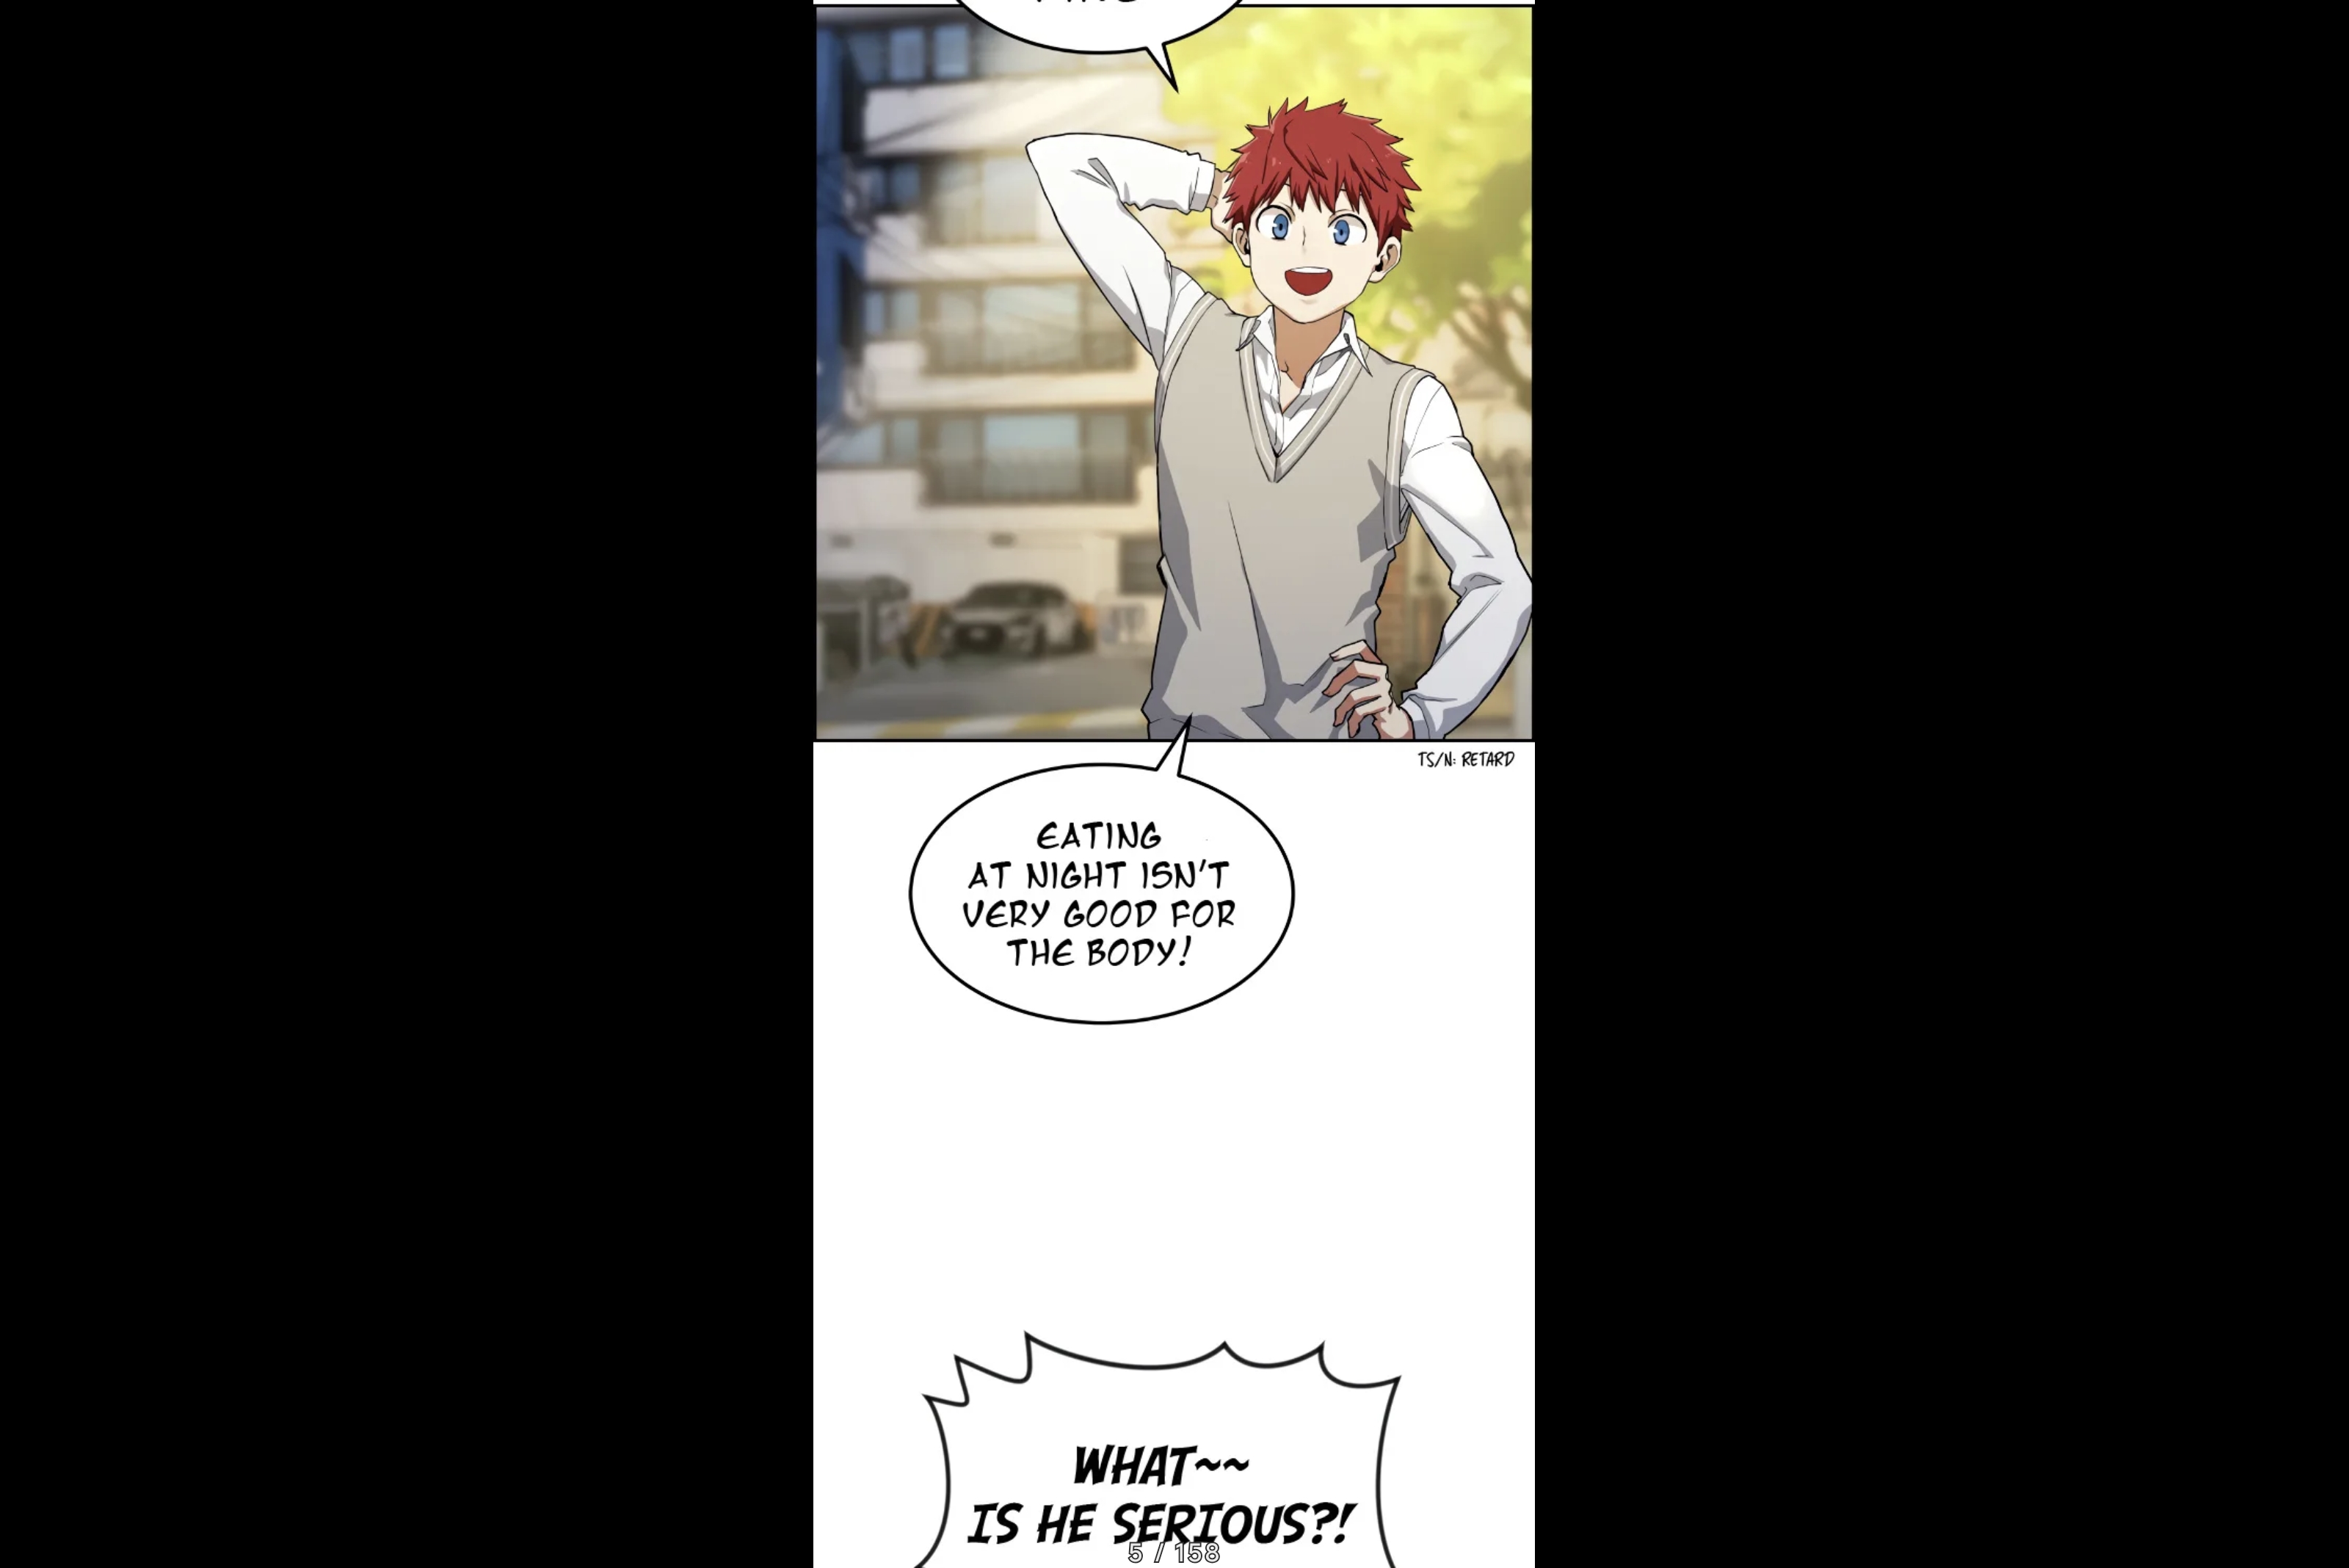 TS/N: RETARD
EATING
AT NIGHT ISN'T
VERY GOOD FOR
THE BODY!
WHAT~~
IS HE SERIOUS?!
5 / 158